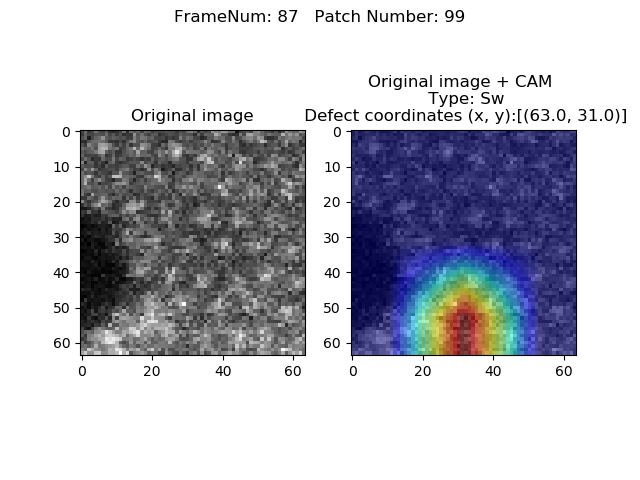 FrameNum: 87   Patch Number: 99
Original image
Original image + CAM
Type: Sw
Defect coordinates (x, y):[(63.0, 31.0)]
0
10
20
30
40
50
60
0 20 40 60
0
10
20
30
40
50
60
0 20 40 60